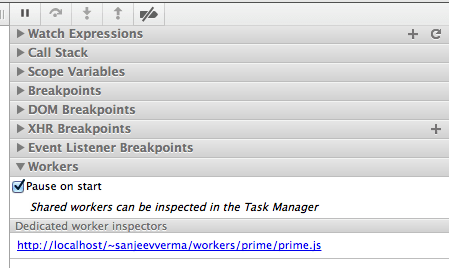 Watch Expressions
Call Stack
Scope Variables
Breakpoints
DOM Breakpoints
XHR Breakpoints
Event Listener Breakpoints
Workers
Pause on start
Shared workers can be inspected in the Task Manager
Dedicated worker inspectors
http://localhost/~sanjeevverma/workers/prime/prime.js